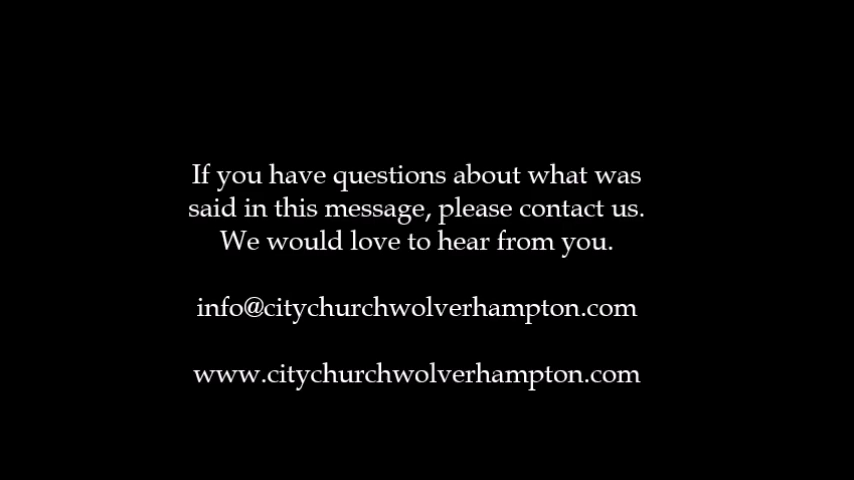 If you have questions about what was
said in this message, please contact us.
We would love to hear from you.
info@citychurchwolverhampton.com
www.citychurchwolverhampton.com